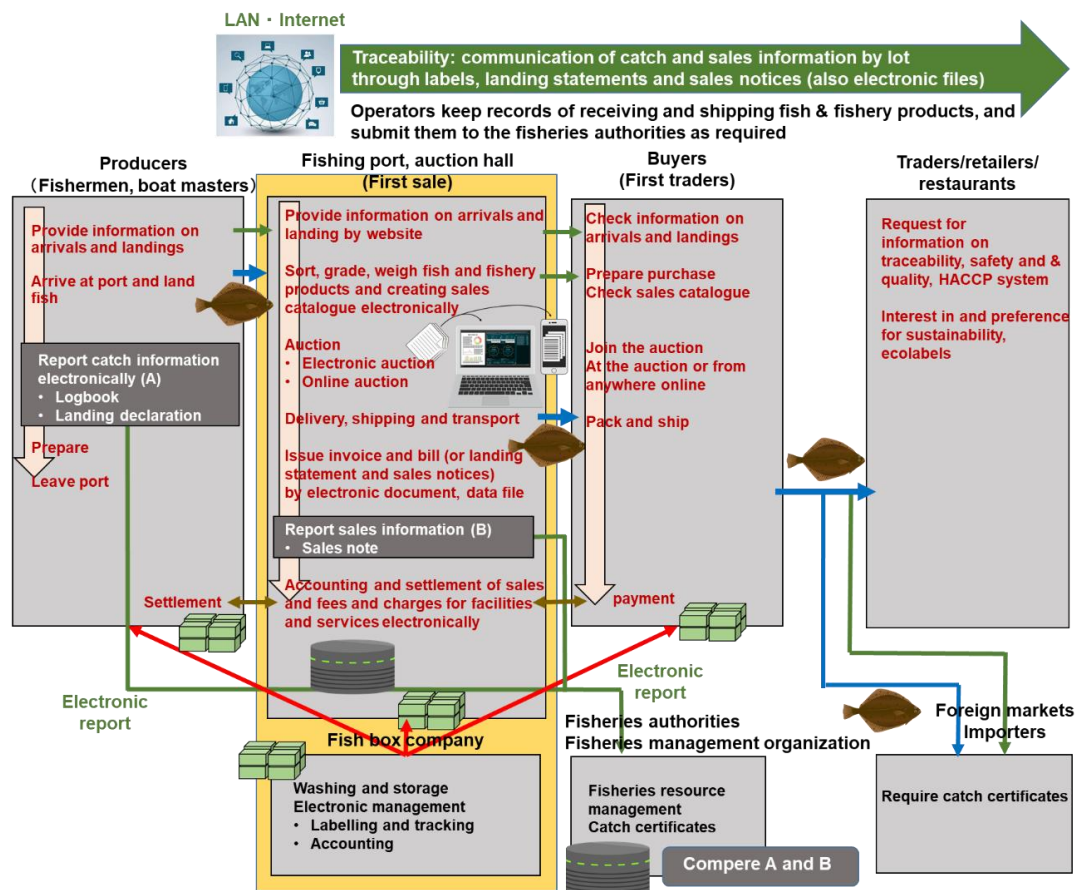 LAN・Internet
Traceability: communication of catch and sales information by lot
through labels, landing statements and sales notices (also electronic files)
Operators keep records of receiving and shipping fish & fishery products, and
submit them to the fisheries authorities as required
Producers
（Fishermen, boat masters)
Provide information on
arrivals and landings
Arrive at port and land
fish
Report catch information
electronically (A)
• Logbook
• Landing declaration
Prepare
Leave port
Settlement
Fishing port, auction hall
(First sale)
Provide information on arrivals and
landing by website
Sort, grade, weigh fish and fishery
products and creating sales
catalogue electronically
Auction
• Electronic auction
• Online auction
Delivery, shipping and transport
Issue invoice and bill (or landing
statement and sales notices)
by electronic document, data file
Report sales information (B)
• Sales note
Accounting and settlement of sales
and fees and charges for facilities
and services electronically
Buyers
(First traders)
Check information on
arrivals and landings
Prepare purchase
Check sales catalogue
Join the auction
At the auction or from
anywhere online
Pack and ship
payment
Traders/retailers/
restaurants
Request for
information on
traceability, safety and &
quality, HACCP system
Interest in and preference
for sustainability,
ecolabels
Electronic
report
Electronic
report
Fish box company
Washing and storage
Electronic management
• Labelling and tracking
• Accounting
Fisheries authorities
Fisheries management organization
Fisheries resource
management
Catch certificates
Compere A and B
Foreign markets
Importers
Require catch certificates